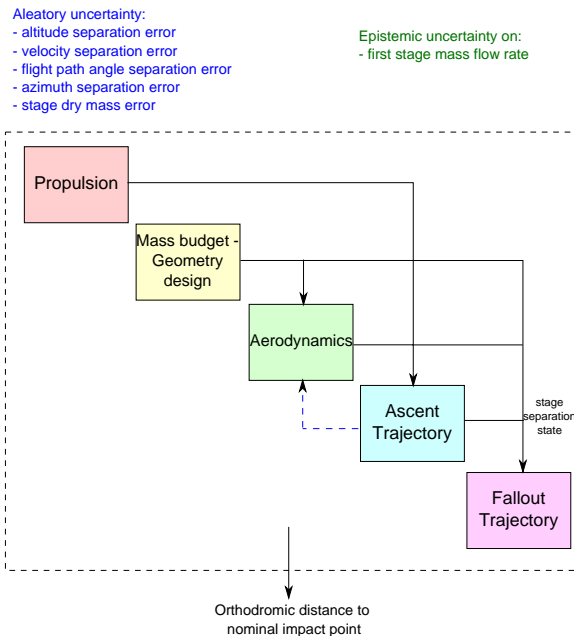 Aleatory uncertainty:
- altitude separation error
- velocity separation error
- flight path angle separation error
- azimuth separation error
- stage dry mass error
Epistemic uncertainty on:
- first stage mass flow rate
Propulsion
Mass budget -
Geometry
design
Aerodynamics
Ascent
Trajectory
stage
separation
state
Fallout
Trajectory
Orthodromic distance to
nominal impact point